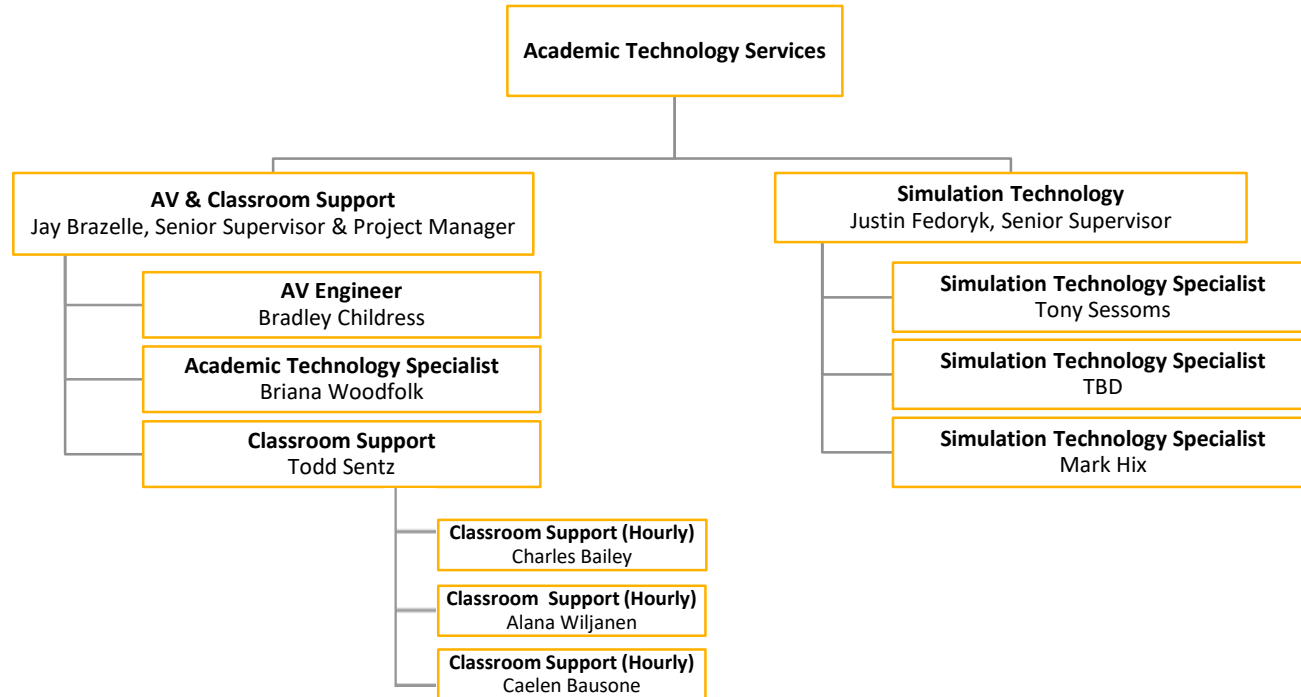 Academic Technology Services
AV & Classroom Support
Jay Brazelle, Senior Supervisor & Project Manager
AV Engineer
Bradley Childress
Academic Technology Specialist
Briana Woodfolk
Classroom Support
Todd Sentz
Classroom Support (Hourly)
Charles Bailey
Classroom  Support (Hourly)
Alana Wiljanen
Classroom Support (Hourly)
Caelen Bausone
Simulation Technology
Justin Fedoryk, Senior Supervisor
Simulation Technology Specialist
Tony Sessoms
Simulation Technology Specialist
TBD
Simulation Technology Specialist
Mark Hix